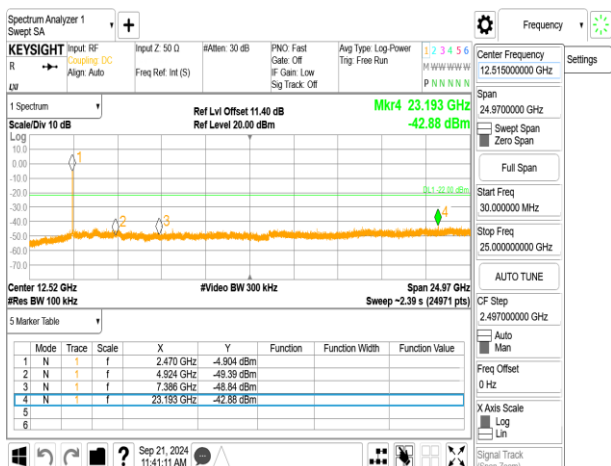 Spectrum Analyzer 1
Swept SA
+
Frequency
KEYSIGHT
R
LXI
Input: RF
Coupling: DC
Align: Auto
Input Z: 50 Ω
Freq Ref: Int (S)
#Atten: 30 dB
PNO: Fast
Gate: Off
IF Gain: Low
Sig Track: Off
Avg Type: Log-Power
Trig: Free Run
1 2 3 4 5 6
M W W W W W
P N N N N N
1 Spectrum
Scale/Div 10 dB
Log
Ref Lvl Offset 11.40 dB
Ref Level 20.00 dBm
Mkr4 23.193 GHz
-42.88 dBm
10.0
0.00
-10.0
-20.0
-30.0
-40.0
-50.0
-60.0
-70.0
1
2
3
4
DL1 -22.00 dBm
Center 12.52 GHz
#Res BW 100 kHz
#Video BW 300 kHz
Span 24.97 GHz
Sweep ~2.39 s (24971 pts)
5 Marker Table
Mode Trace Scale X Y Function Function Width Function Value
1 N 1 f 2.470 GHz -4.904 dBm
2 N 1 f 4.924 GHz -49.39 dBm
3 N 1 f 7.386 GHz -48.84 dBm
4 N 1 f 23.193 GHz -42.88 dBm
5
6
Sep 21, 2024
11:41:11 AM
?
Center Frequency
12.515000000 GHz
Settings
Span
24.9700000 GHz
Swept Span
Zero Span
Full Span
Start Freq
30.000000 MHz
Stop Freq
25.000000000 GHz
AUTO TUNE
CF Step
2.497000000 GHz
Auto
Man
Freq Offset
0 Hz
X Axis Scale
Log
Lin
Signal Track
(Span Zoom)